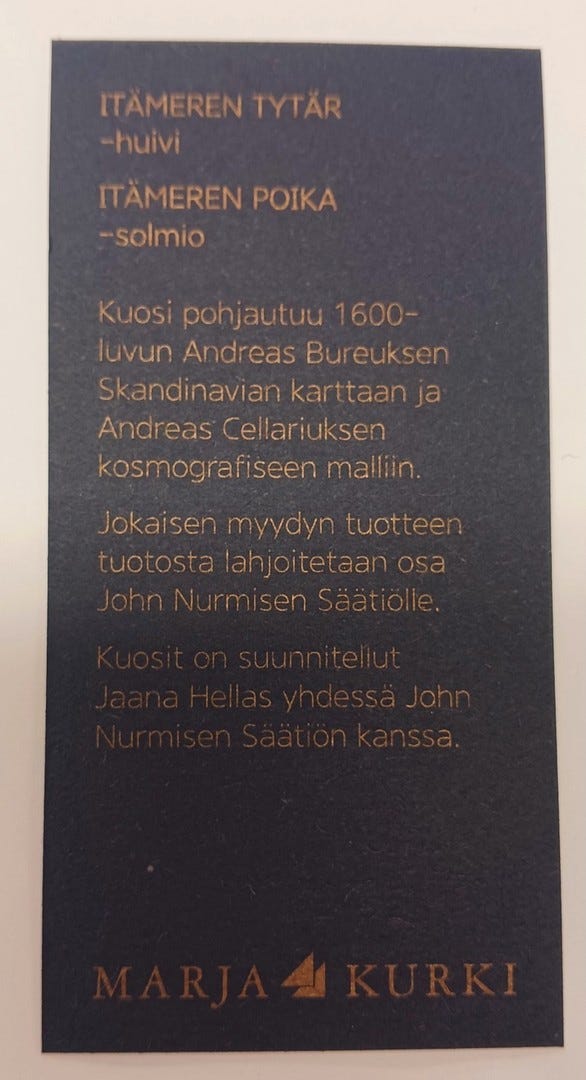 ITÄMEREN TYTÄR
-huivi
ITÄMEREN POIKA
-solmio
Kuosi pohjautuu 1600-
luvun Andreas Bureuksen
Skandinavian karttaan ja
Andreas Cellariuksen
kosmografiseen malliin.
Jokaisen myydyn tuotteen
tuotosta lahjoitetaan osa
John Nurmisen Säätiölle.
Kuosit on suunnitellut
Jaana Hellas yhdessä John
Nurmisen Säätiön kanssa.
MARJA KURKI